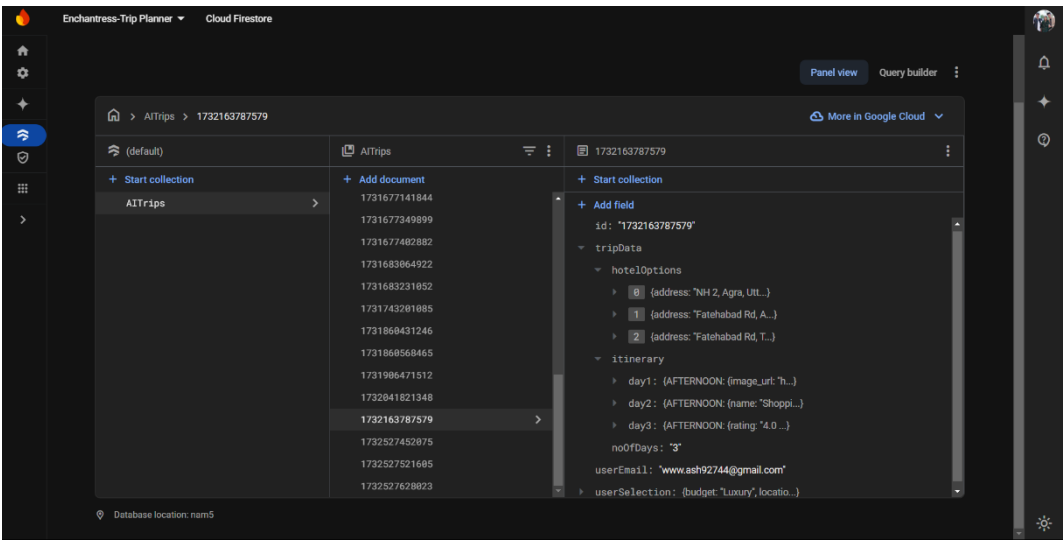 Enchantress-Trip Planner Cloud Firestore
Panel view Query builder
AITrips > 1732163787579
More in Google Cloud
(default)
+ Start collection
AITrips
AITrips
+ Add document
1731677141844
1731677349899
1731677402882
1731683064922
1731683231052
1731743201085
1731860431246
1731860568465
1731906471512
1732041821348
1732163787579
1732527452075
1732527521605
1732527628023
1732163787579
+ Start collection
+ Add field
id: "1732163787579"
tripData
hotelOptions
0 {address: "NH 2, Agra, Utt...}
1 {address: "Fatehabad Rd, A...}
2 {address: "Fatehabad Rd, T...}
itinerary
day1: {AFTERNOON: {image_url: "h...}
day2: {AFTERNOON: {name: "Shoppi...}
day3: {AFTERNOON: {rating: "4.0 ...}
noOfDays: "3"
userEmail: "www.ash92744@gmail.com"
userSelection: {budget: "Luxury", locatio...}
Database location: nam5